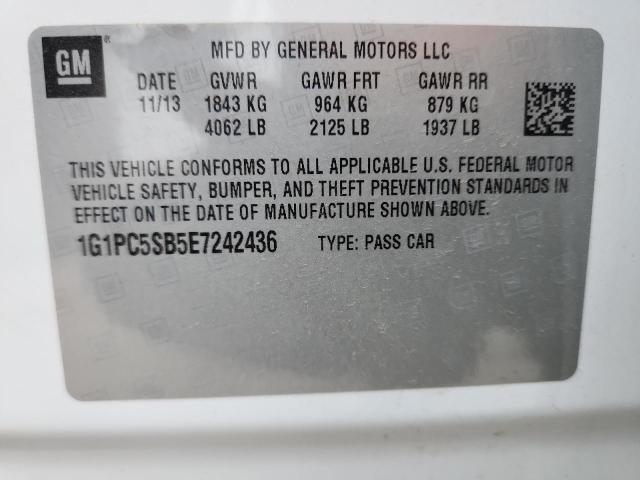 GM
MFD BY GENERAL MOTORS LLC
DATE GVWR GAWR FRT GAWR RR
11/13 1843 KG 964 KG 879 KG
4062 LB 2125 LB 1937 LB
THIS VEHICLE CONFORMS TO ALL APPLICABLE U.S. FEDERAL MOTOR
VEHICLE SAFETY, BUMPER, AND THEFT PREVENTION STANDARDS IN
EFFECT ON THE DATE OF MANUFACTURE SHOWN ABOVE.
1G1PC5SB5E7242436 TYPE: PASS CAR